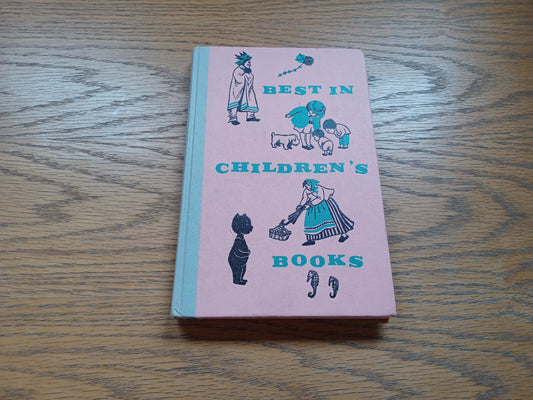 BEST IN
CHILDREN'S
BOOKS